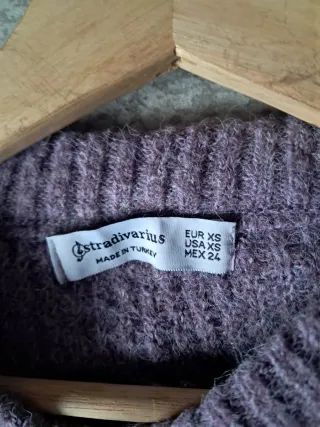 stradivarius
MADE IN TURKEY
EUR XS
USA XS
MEX 24